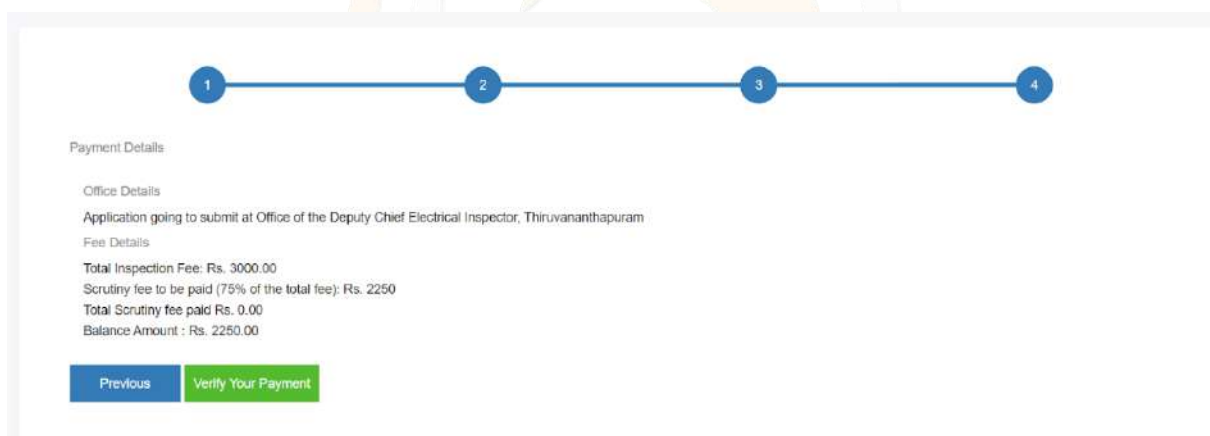 1 2 3 4
Payment Details
Office Details
Application going to submit at Office of the Deputy Chief Electrical Inspector, Thiruvananthapuram
Fee Details
Total Inspection Fee: Rs. 3000.00
Scrutiny fee to be paid (75% of the total fee): Rs. 2250
Total Scrutiny fee paid Rs. 0.00
Balance Amount : Rs. 2250.00
Previous Verify Your Payment